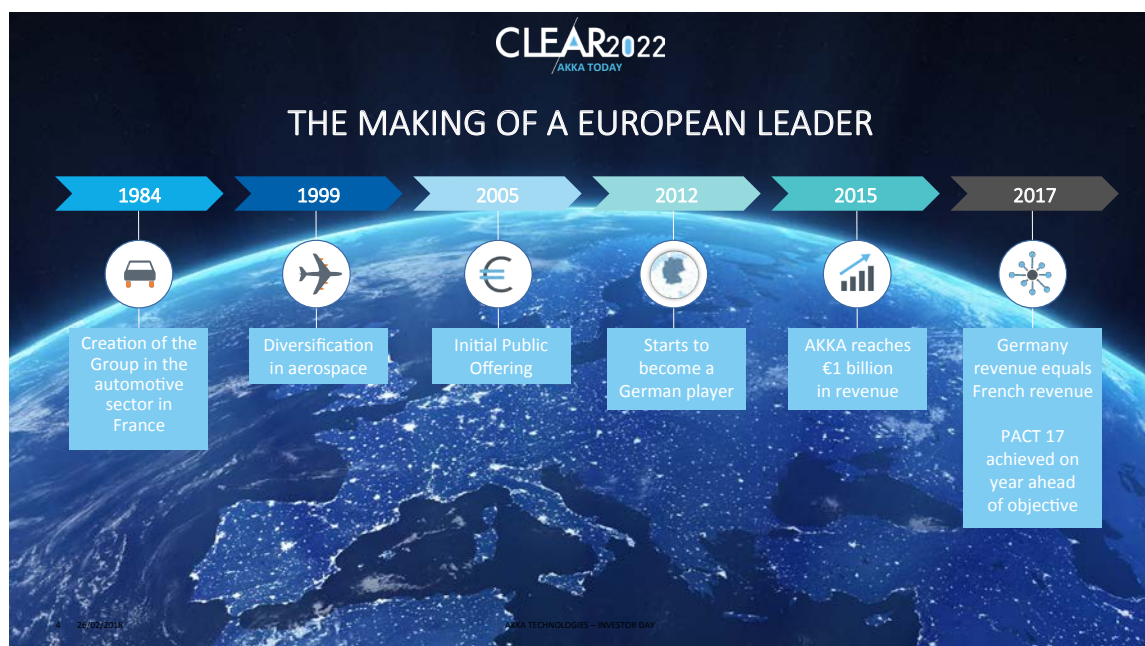 CLEAR2022
AKKA TODAY
THE MAKING OF A EUROPEAN LEADER
1984
1999
2005
2012
2015
2017
Creation of the
Group in the
automotive
sector in
France
Diversification
in aerospace
Initial Public
Offering
Starts to
become a
German player
AKKA reaches
€1 billion
in revenue
Germany
revenue equals
French revenue
PACT 17
achieved on
year ahead
of objective
4 26/02/2018
AKKA TECHNOLOGIES – INVESTOR DAY